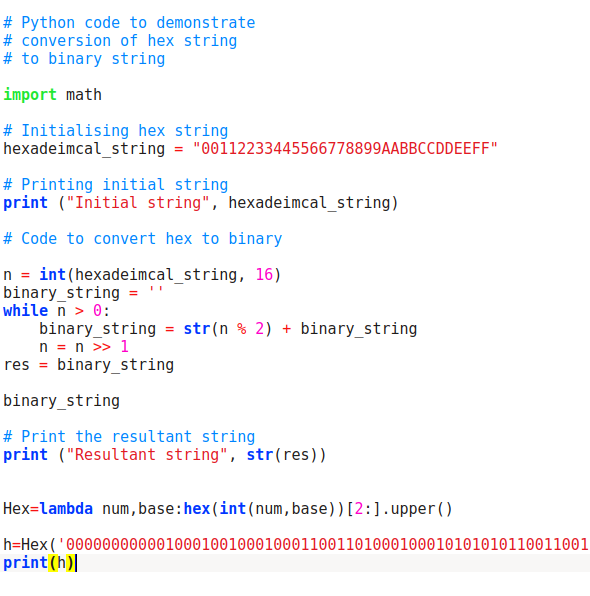 # Python code to demonstrate
# conversion of hex string
# to binary string
import math
# Initialising hex string
hexadeimcal_string = "00112233445566778899AABBCCDDEEFF"
# Printing initial string
print ("Initial string", hexadeimcal_string)
# Code to convert hex to binary
n = int(hexadeimcal_string, 16)
binary_string = ''
while n > 0:
    binary_string = str(n % 2) + binary_string
    n = n >> 1
res = binary_string
binary_string
# Print the resultant string
print ("Resultant string", str(res))
Hex=lambda num,base:hex(int(num,base))[2:].upper()
h=Hex('0000000000010001001000100011001101000100010101010110011001
print(h)